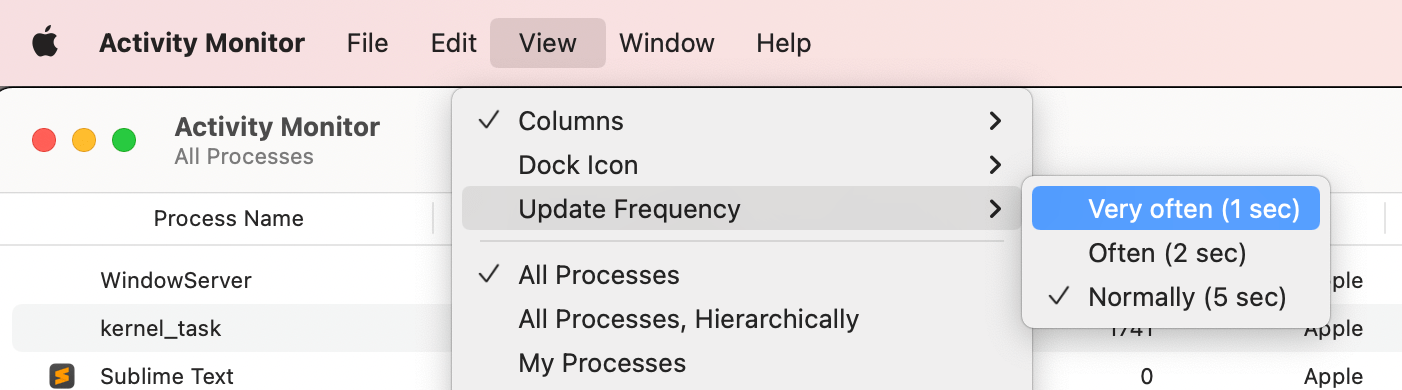 Activity Monitor File Edit View Window Help
Activity Monitor
All Processes
Process Name
WindowServer
kernel_task
Sublime Text
Columns
Dock Icon
Update Frequency
All Processes
All Processes, Hierarchically
My Processes
Very often (1 sec)
Often (2 sec)
Normally (5 sec)
Apple
0 Apple